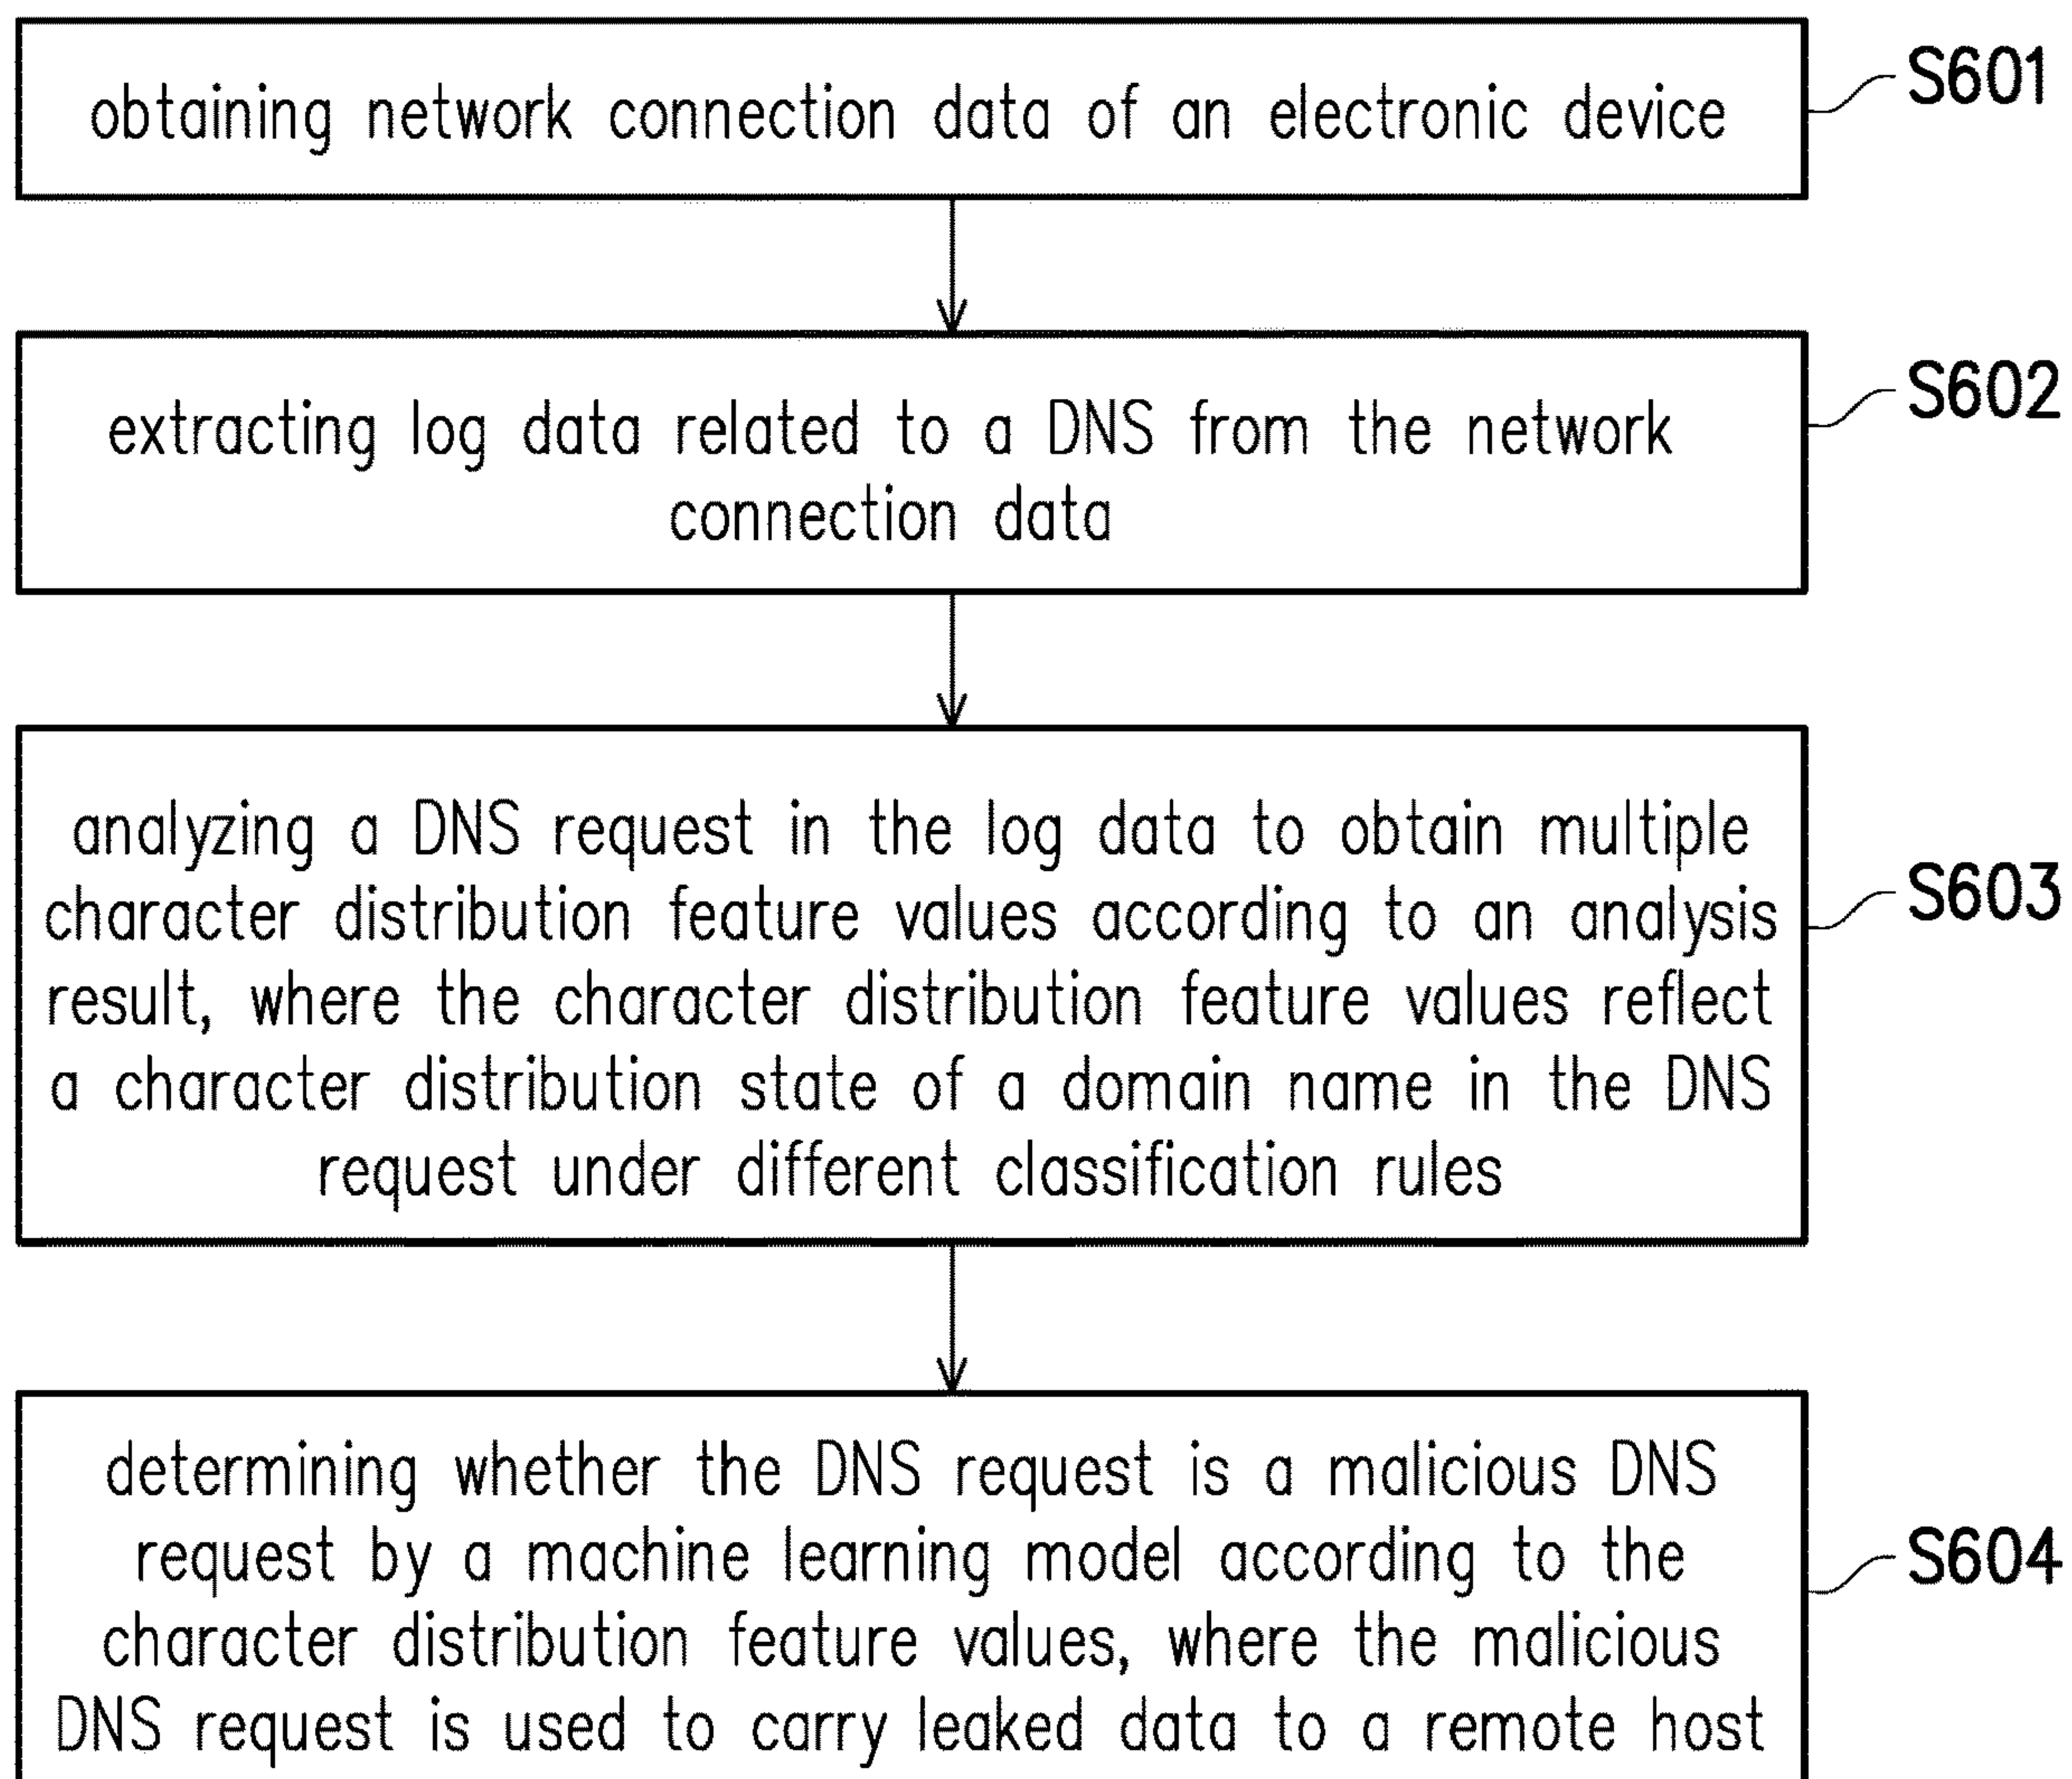 obtaining network connection data of an electronic device
S601
extracting log data related to a DNS from the network
connection data
S602
analyzing a DNS request in the log data to obtain multiple
character distribution feature values according to an analysis
result, where the character distribution feature values reflect
a character distribution state of a domain name in the DNS
request under different classification rules
S603
determining whether the DNS request is a malicious DNS
request by a machine learning model according to the
character distribution feature values, where the malicious
DNS request is used to carry leaked data to a remote host
S604